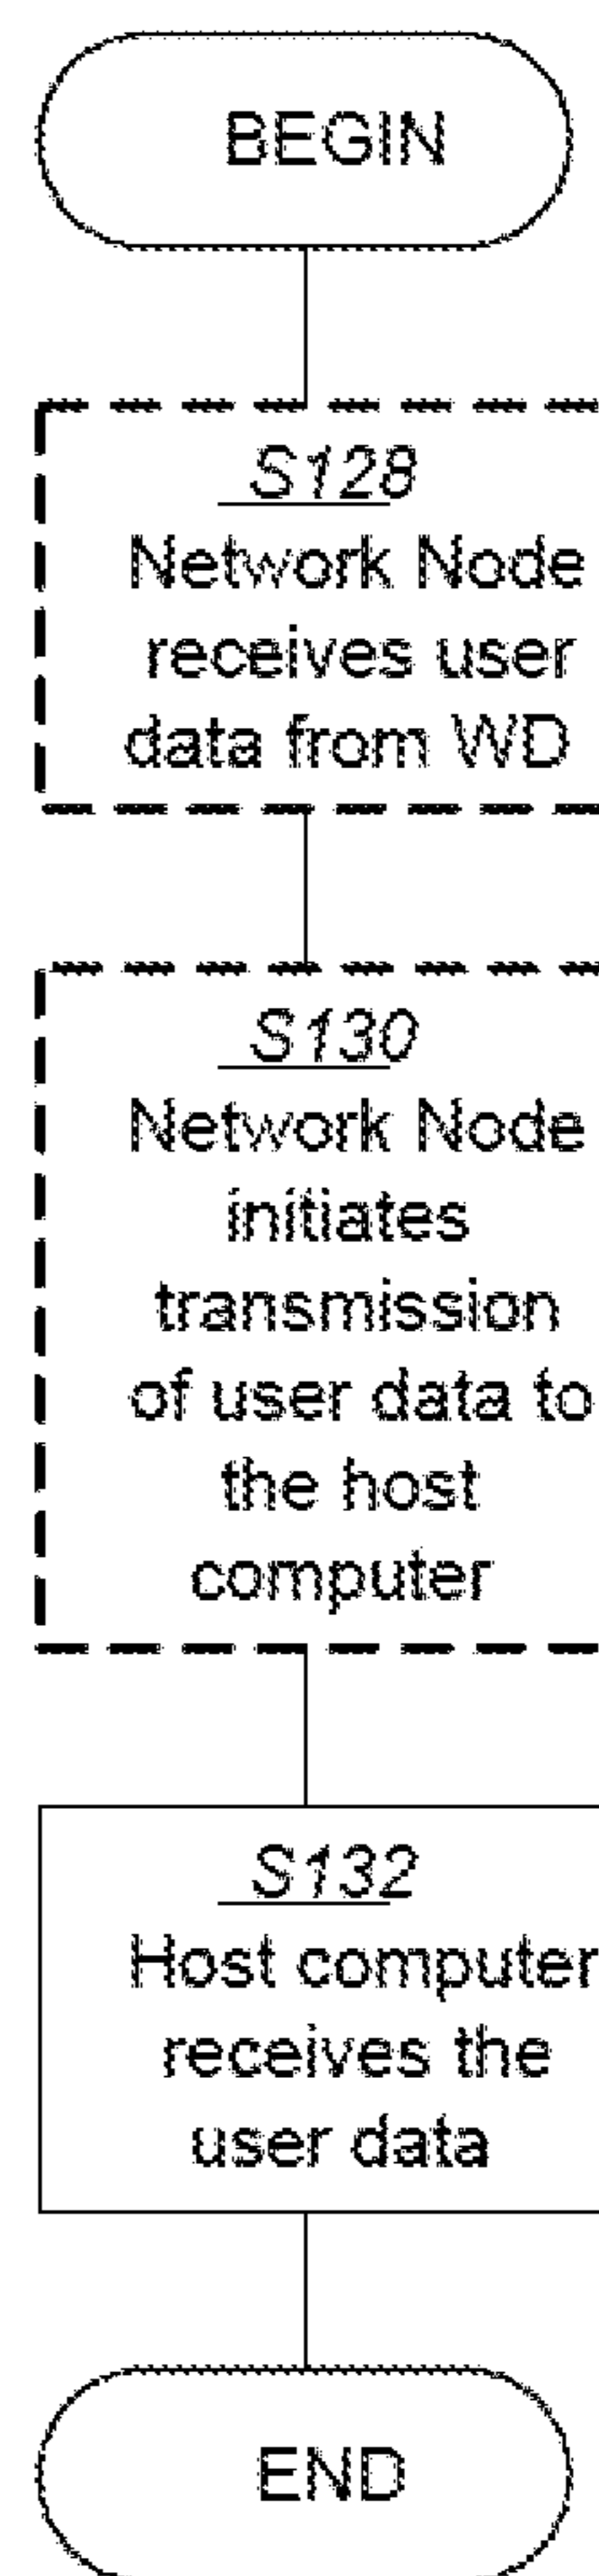 BEGIN
S128
Network Node
receives user
data from WD
S130
Network Node
initiates
transmission
of user data to
the host
computer
S132
Host computer
receives the
user data
END